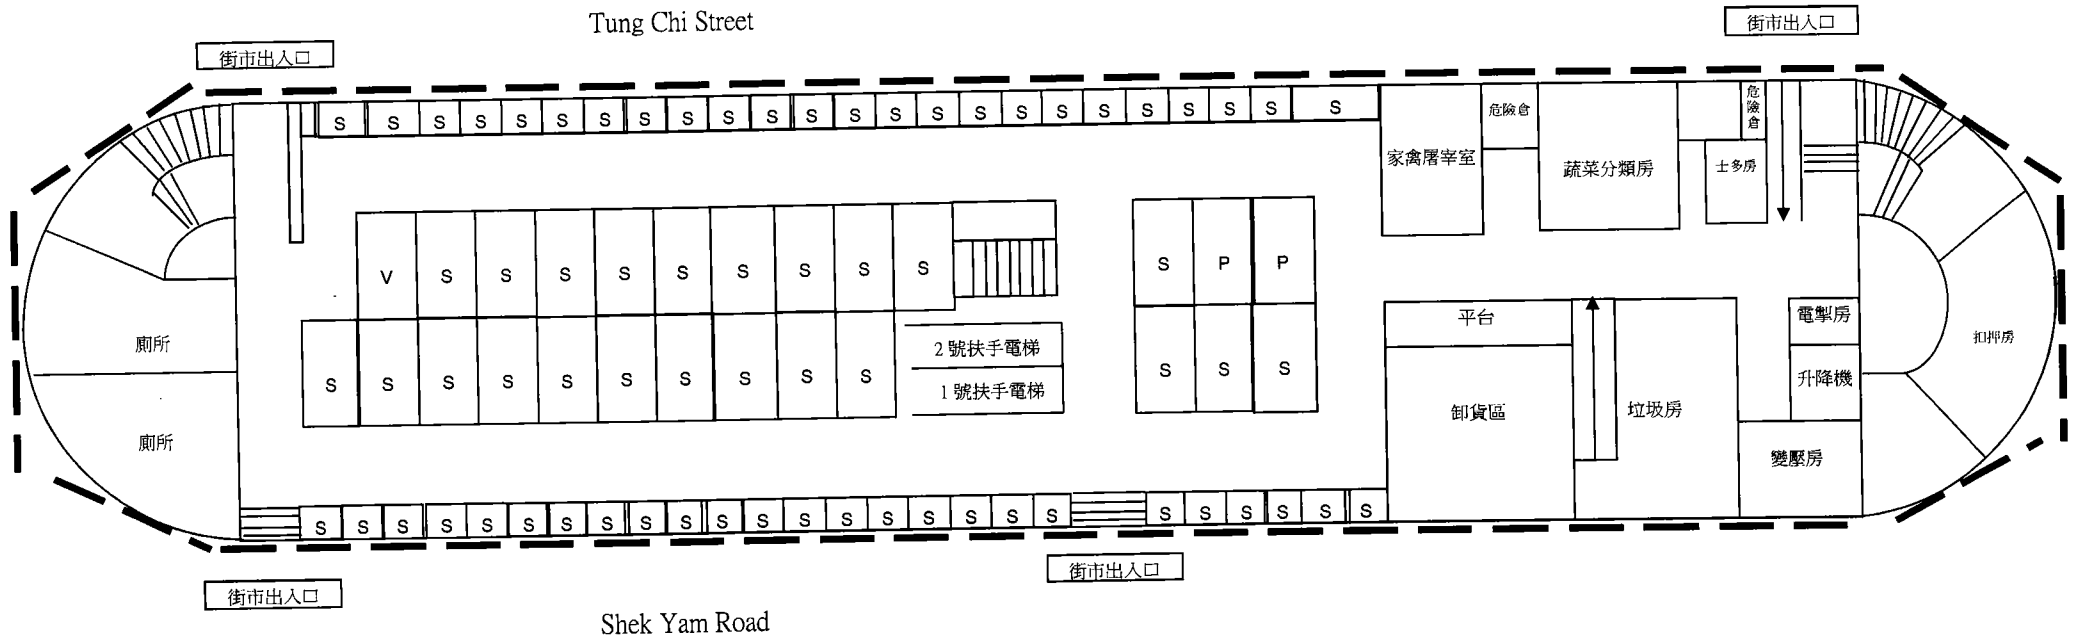 Tung Chi Street
街市出入口
街市出入口
S S S S S S S S S S S S S S S S S S S S S S S S
家禽屠宰室
危險倉
蔬菜分類房
危險倉
士多房
V S S S S S S S S S
S P P
廁所
2 號扶手電梯
平台
電掣房
扣押房
S S S S S S S S S S
1 號扶手電梯
S S S
升降機
卸貨區
垃圾房
廁所
變壓房
S S S S S S S S S S S S S S S S S S S
S S S S S S
街市出入口
街市出入口
Shek Yam Road